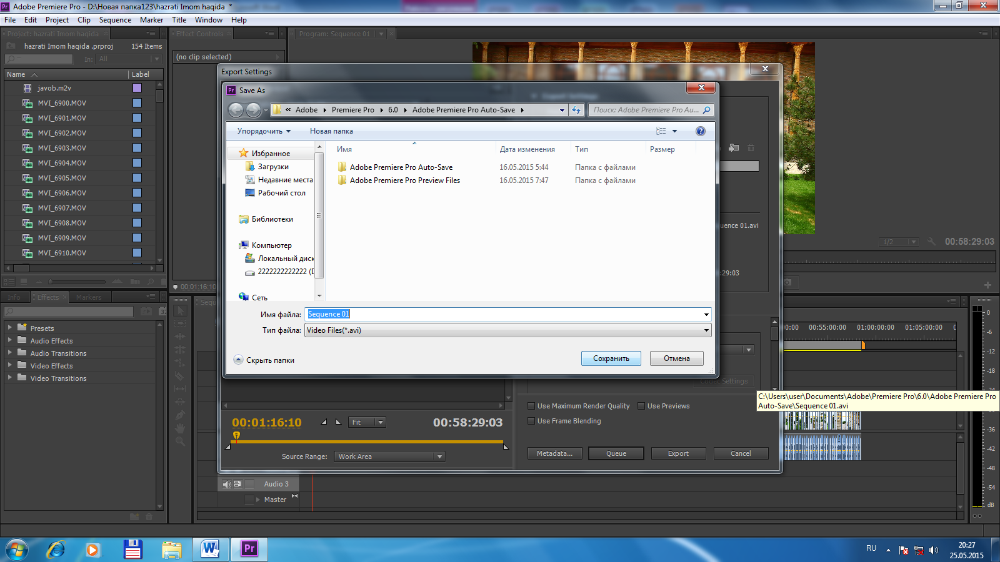 Adobe Premiere Pro - D:\Новая папка123\hazrati Imom haqida *
File Edit Project Clip Sequence Marker Title Window Help
Project: hazrati Imom haqida
Effect Controls
Program: Sequence 01
hazrati Imom haqida .prproj 154 Items
In: All
(no clip selected)
Name Label
javob.m2v
MVI_6900.MOV
MVI_6901.MOV
MVI_6902.MOV
MVI_6903.MOV
MVI_6904.MOV
MVI_6905.MOV
MVI_6906.MOV
MVI_6907.MOV
MVI_6908.MOV
MVI_6909.MOV
MVI_6910.MOV
00:01:16:10
Export Settings
Save As
« Adobe Premiere Pro 6.0 Adobe Premiere Pro Auto-Save
Поиск: Adobe Premiere Pro Au...
Упорядочить Новая папка
Избранное
Загрузки
Недавние места
Рабочий стол
Библиотеки
Компьютер
Локальный диск
2222222222222 (
Сеть
Имя Дата изменения Тип Размер
Adobe Premiere Pro Auto-Save 16.05.2015 5:44 Папка с файлами
Adobe Premiere Pro Preview Files 16.05.2015 7:47 Папка с файлами
Имя файла: Sequence 01
Тип файла: Video Files(*.avi)
Скрыть папки
Сохранить Отмена
uence 01.avi
:29:03
1/2 00:58:29:03
Codec Settings
Use Maximum Render Quality Use Previews
Use Frame Blending
00:01:16:10 Fit 00:58:29:03
Source Range: Work Area
Metadata... Queue Export Cancel
C:\Users\user\Documents\Adobe\Premiere Pro\6.0\Adobe Premiere Pro
Auto-Save\Sequence 01.avi
Info Effects Markers
Presets
Audio Effects
Audio Transitions
Video Effects
Video Transitions
Sequ
00:00 00:55:00:00 01:00:00:00 01:05:00:00 0
0
-6
-12
-18
-24
-30
-36
-42
-48
-54
dB
Audio 3
Master
RU
20:27
25.05.2015